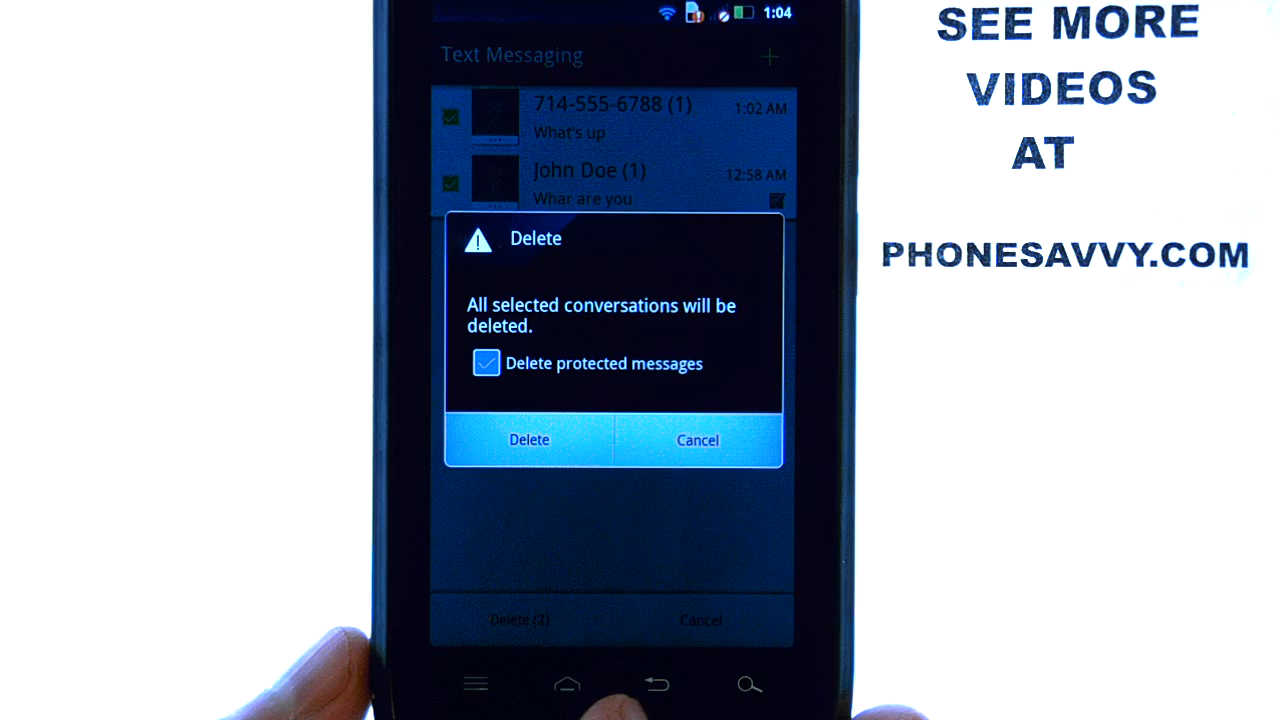 1:04
Text Messaging
714-555-6788 (1)
1:02 AM
What's up
John Doe (1)
12:58 AM
Whar are you
Delete
All selected conversations will be
deleted.
Delete protected messages
Delete
Cancel
Delete (2)
Cancel
SEE MORE
VIDEOS
AT
PHONESAVVY.COM